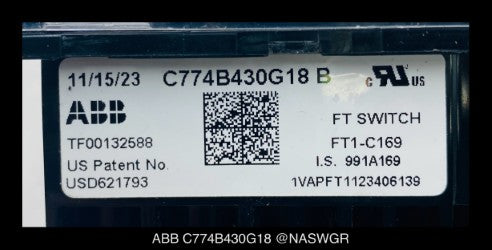 11/15/23 C774B430G18 B c RU US
ABB
FT SWITCH
TF00132588
FT1-C169
US Patent No.
I.S. 991A169
USD621793
1VAPFT1123406139
ABB C774B430G18 @NASWGR